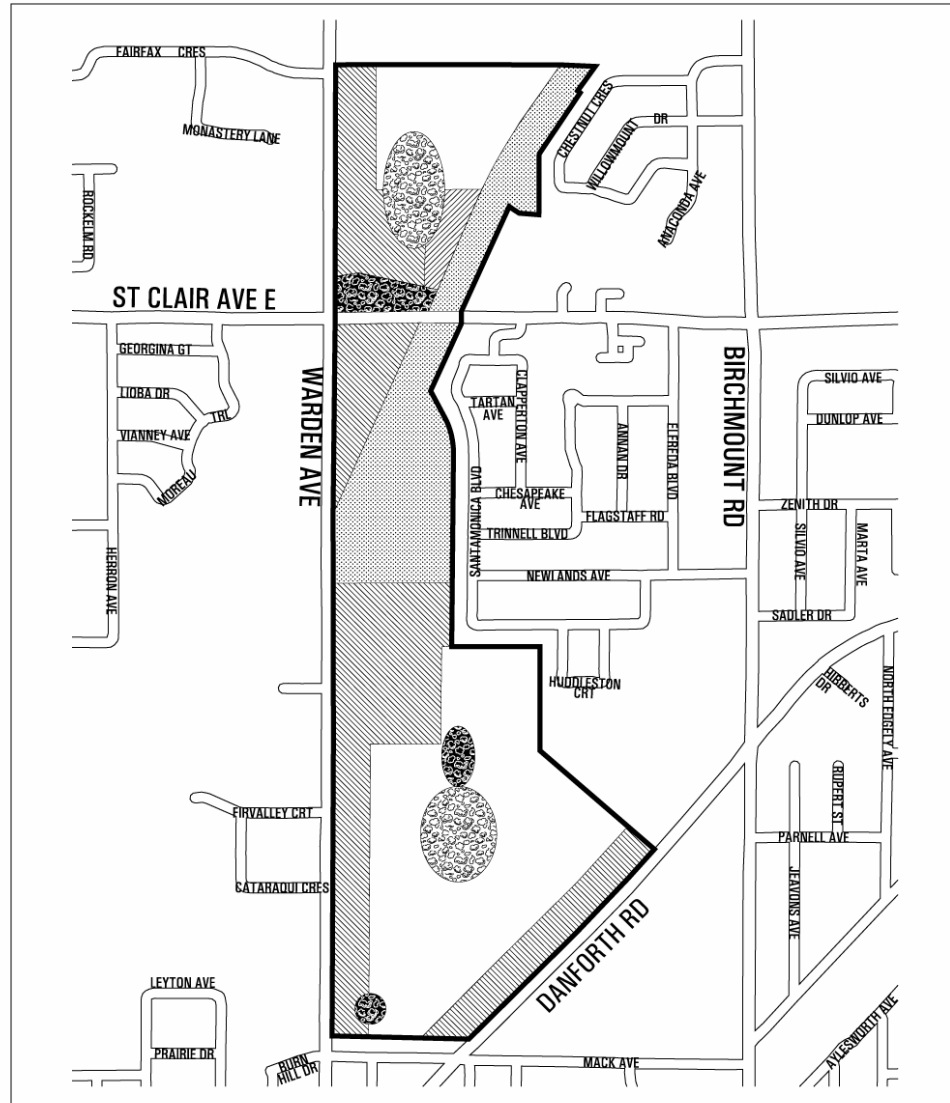 FAIRFAX CRES
MONASTERY LANE
ROCKELM RD
CHESTNUT CRES
WILLOWMOUNT DR
ANACONDA AVE
ST CLAIR AVE E
GEORGINA GT
LIOBA DR
TRL
VIANNEY AVE
MOREAU
HERRON AVE
WARDEN AVE
TARTAN
AVE
CLAPPERTON AVE
SANTAMONICA BLVD
CHESAPEAKE
AVE
TRINNELL BLVD
ANNAN DR
FLAGSTAFF RD
ELFREDA BLVD
NEWLANDS AVE
HUDDLESTON
CRT
BIRCHMOUNT RD
SILVIO AVE
DUNLOP AVE
ZENITH DR
SILVIO AVE
MARTA AVE
SADLER DR
HIBBERTS
DR
NORTH EDGELY AVE
RUPERT ST
PARNELL AVE
JEAVONS AVE
FIRVALLEY CRT
CATARAQUI CRES
DANFORTH RD
LEYTON AVE
PRAIRIE DR
BURN
HILL DR
MACK AVE
AYLESWORTH AVE